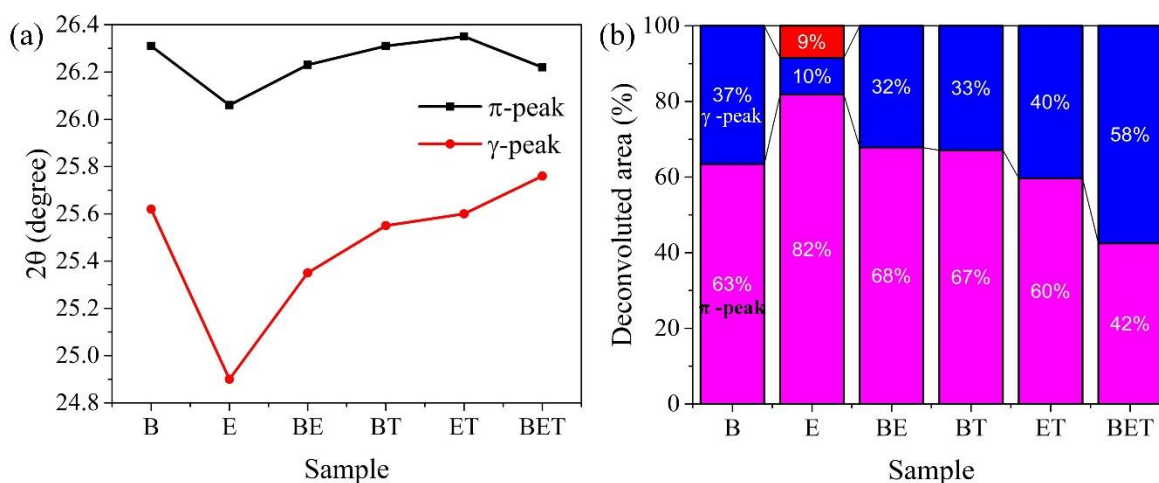 (a)
26.4
26.2
26.0
25.8
25.6
25.4
25.2
25.0
24.8
2θ (degree)
π-peak
γ-peak
B E BE BT ET BET
Sample
(b)
100
80
60
40
20
0
Deconvoluted area (%)
37%
γ -peak
63%
π -peak
9%
10%
82%
32%
68%
33%
67%
40%
60%
58%
42%
B E BE BT ET BET
Sample